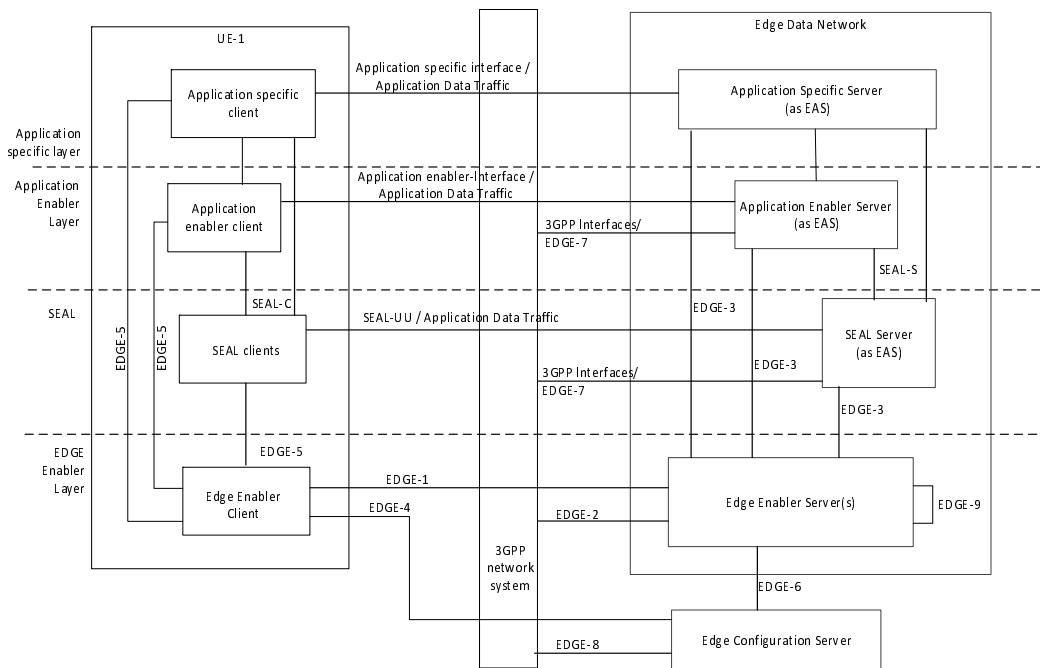 UE-1
Edge Data Network
Application specific interface /
Application Data Traffic
Application specific
client
Application Specific Server
(as EAS)
Application
specific layer
Application
Enabler
Layer
Application enabler-Interface /
Application Data Traffic
Application
enabler client
Application Enabler Server
(as EAS)
3GPP Interfaces/
EDGE-7
SEAL-S
SEAL-C
SEAL
EDGE-3
SEAL-UU / Application Data Traffic
SEAL clients
SEAL Server
(as EAS)
EDGE-5
EDGE-5
EDGE-3
3GPP Interfaces/
EDGE-7
EDGE-3
EDGE
Enabler
Layer
EDGE-5
EDGE-1
Edge Enabler
Client
Edge Enabler Server(s)
EDGE-4
EDGE-2
EDGE-9
3GPP
network
system
EDGE-6
EDGE-8
Edge Configuration Server